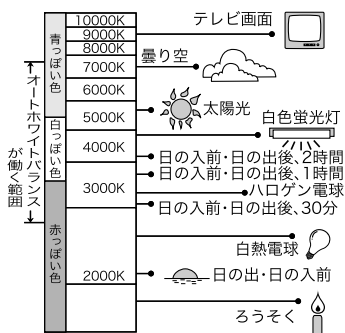 10000K
9000K
8000K
7000K
6000K
5000K
4000K
3000K
2000K
青っぽい色
白っぽい色
赤っぽい色
オートホワイトバランス
が働く範囲
テレビ画面
曇り空
太陽光
白色蛍光灯
日の入前・日の出後、2時間
日の入前・日の出後、1時間
ハロゲン電球
日の入前・日の出後、30分
白熱電球
日の出・日の入前
ろうそく